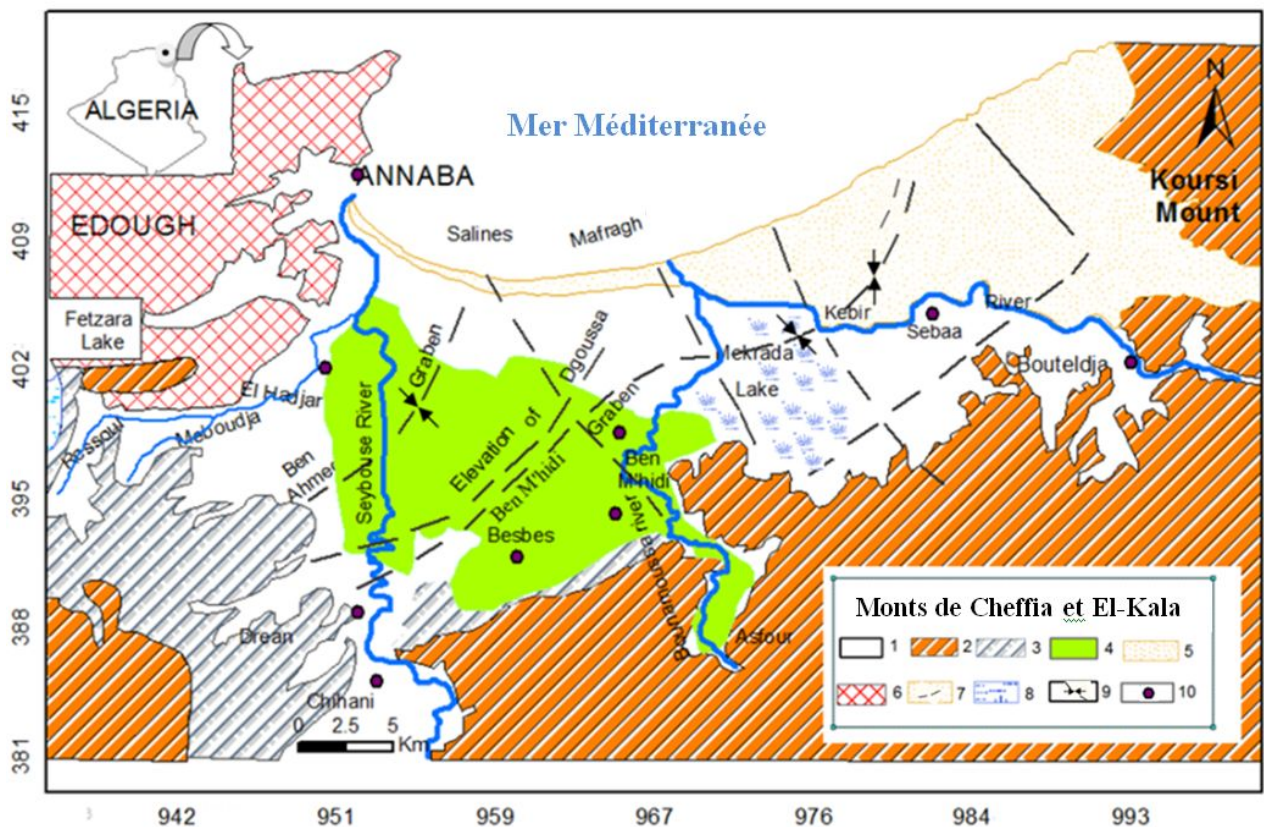 ALGERIA
N
Mer Méditerranée
ANNABA
Koursi
Mount
EDOUGH
Salines
Mafragh
Fetzara
Lake
Kebir
River
Sebaa
Graben
Dgoussa
Mekrada
Lake
Bouteldja
El Hadjar
Meboudja
Ressoul
Graben
Elevation of
Ben M'hidi
Ben
Ahmed
Seybouse River
Ben
M'hidi
Besbes
river
Drean
Asfour
Chihani
0 2.5 5
Km
Monts de Cheffia et El-Kala
1 2 3 4 5
6 7 8 9 10
415
409
402
395
388
381
942 951 959 967 976 984 993